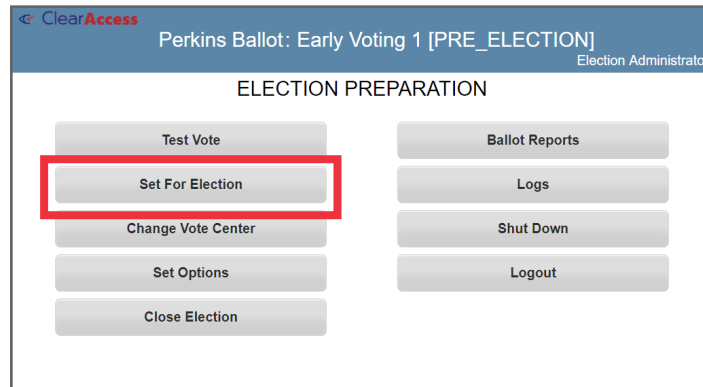 ClearAccess
Perkins Ballot: Early Voting 1 [PRE_ELECTION]
Election Administrato
ELECTION PREPARATION
Test Vote
Set For Election
Change Vote Center
Set Options
Close Election
Ballot Reports
Logs
Shut Down
Logout